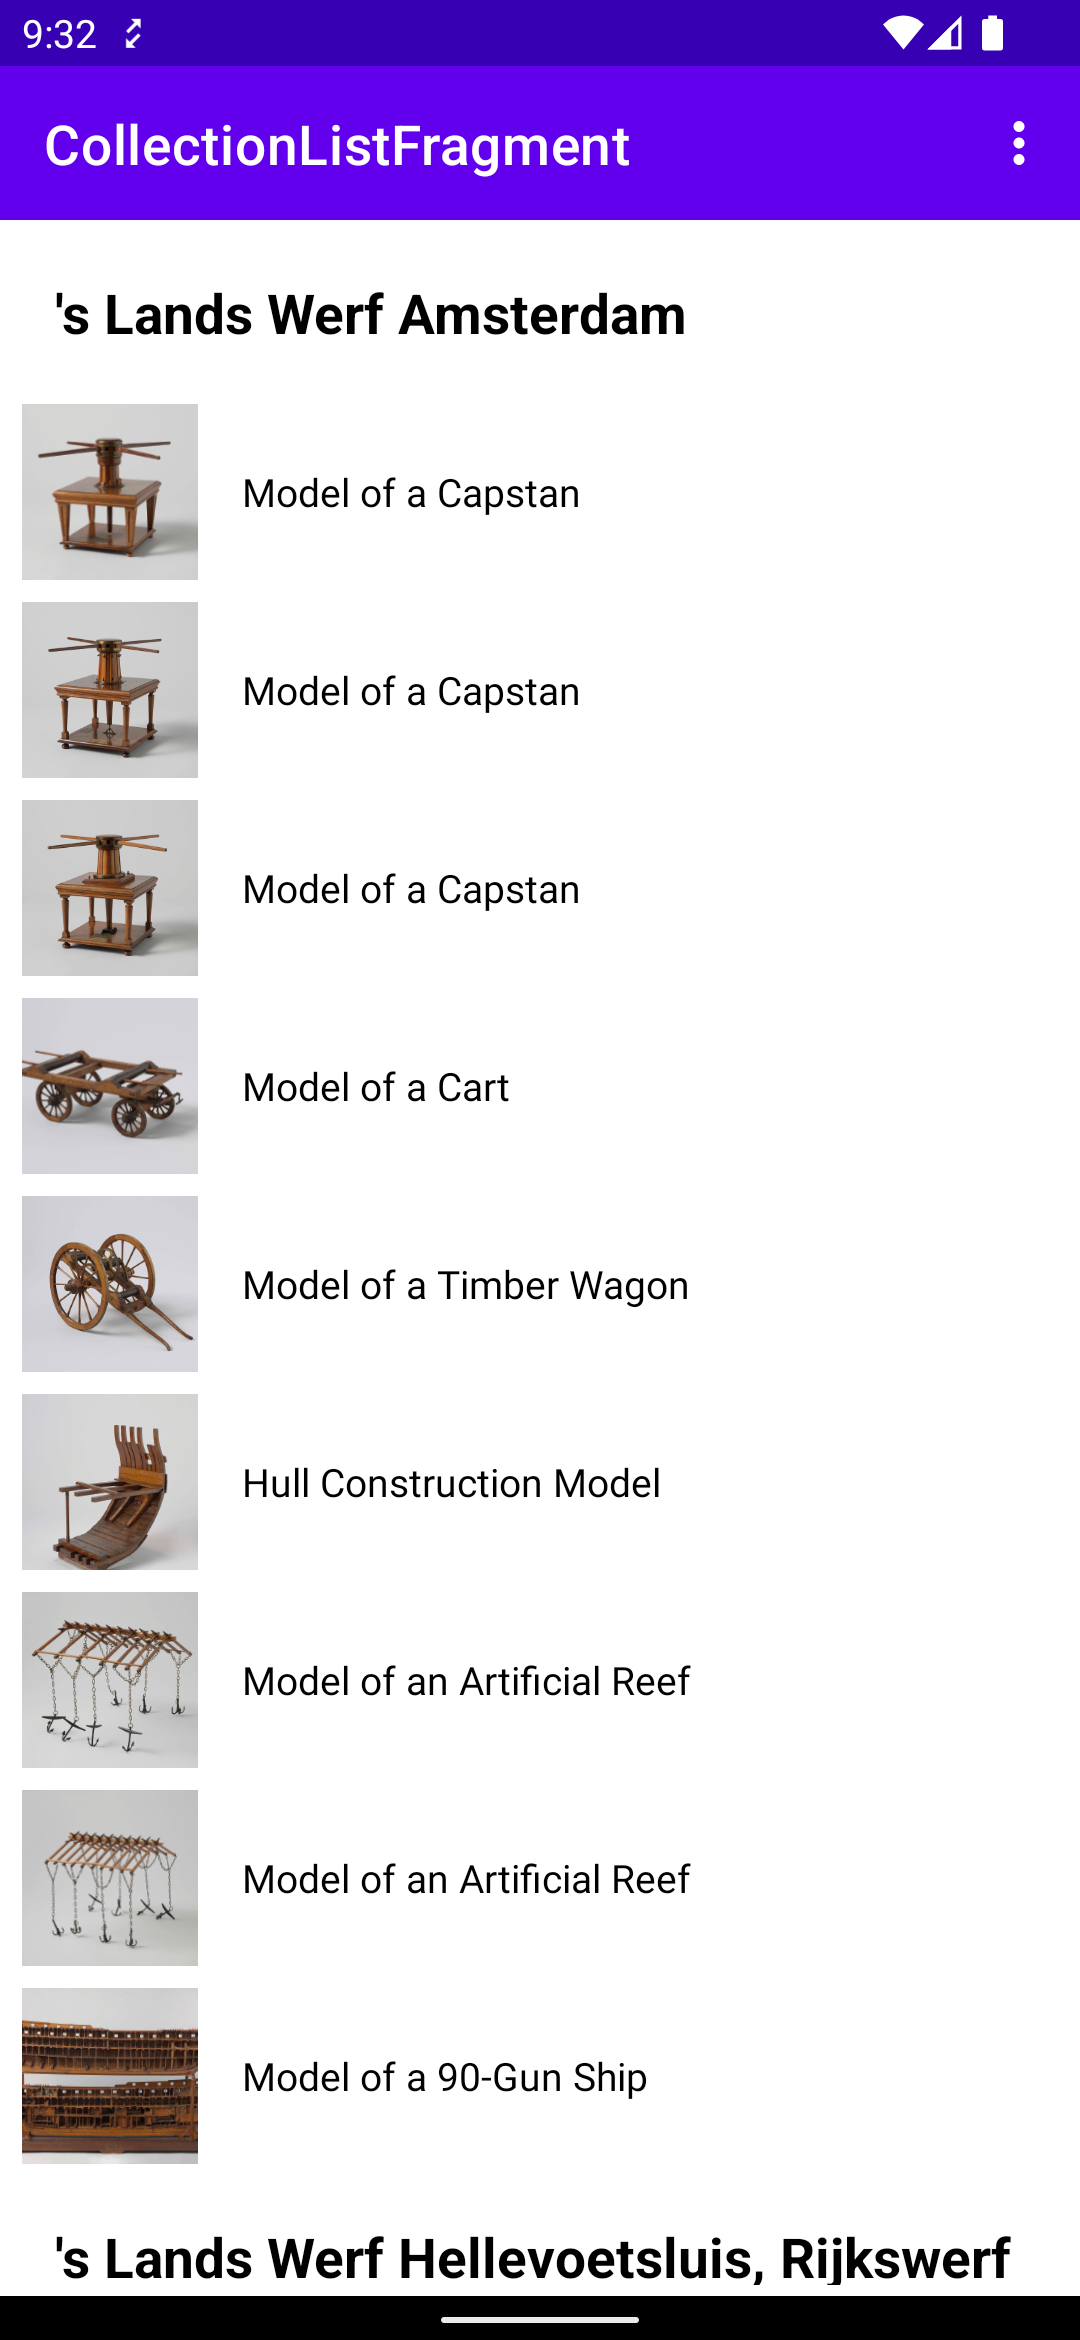 9:32
CollectionListFragment
's Lands Werf Amsterdam
Model of a Capstan
Model of a Capstan
Model of a Capstan
Model of a Cart
Model of a Timber Wagon
Hull Construction Model
Model of an Artificial Reef
Model of an Artificial Reef
Model of a 90-Gun Ship
's Lands Werf Hellevoetsluis, Rijkswerf